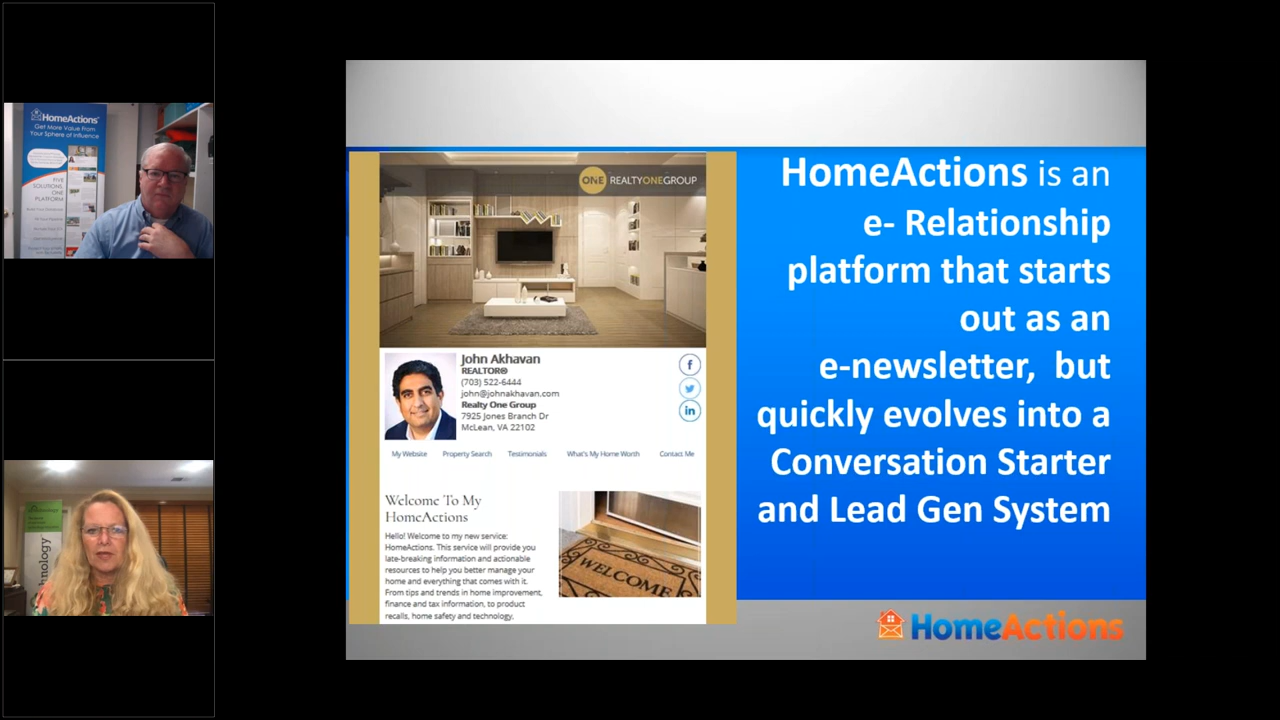 HomeActions
Get More Value From
Your Sphere of Influence
FIVE
SOLUTIONS,
ONE
PLATFORM
ONE REALTYONEGROUP
John Akhavan
REALTOR®
(703) 522-6444
john@johnakhavan.com
Realty One Group
7925 Jones Branch Dr
McLean, VA 22102
f
in
My Website Property Search Testimonials What's My Home Worth Contact Me
Welcome To My
HomeActions
Hello! Welcome to my new service:
HomeActions. This service will provide you
late-breaking information and actionable
resources to help you better manage your
home and everything that comes with it.
From tips and trends in home improvement,
finance and tax information, to product
recalls, home safety and technology.
WELCOME
HomeActions is an
e- Relationship
platform that starts
out as an
e-newsletter, but
quickly evolves into a
Conversation Starter
and Lead Gen System
HomeActions